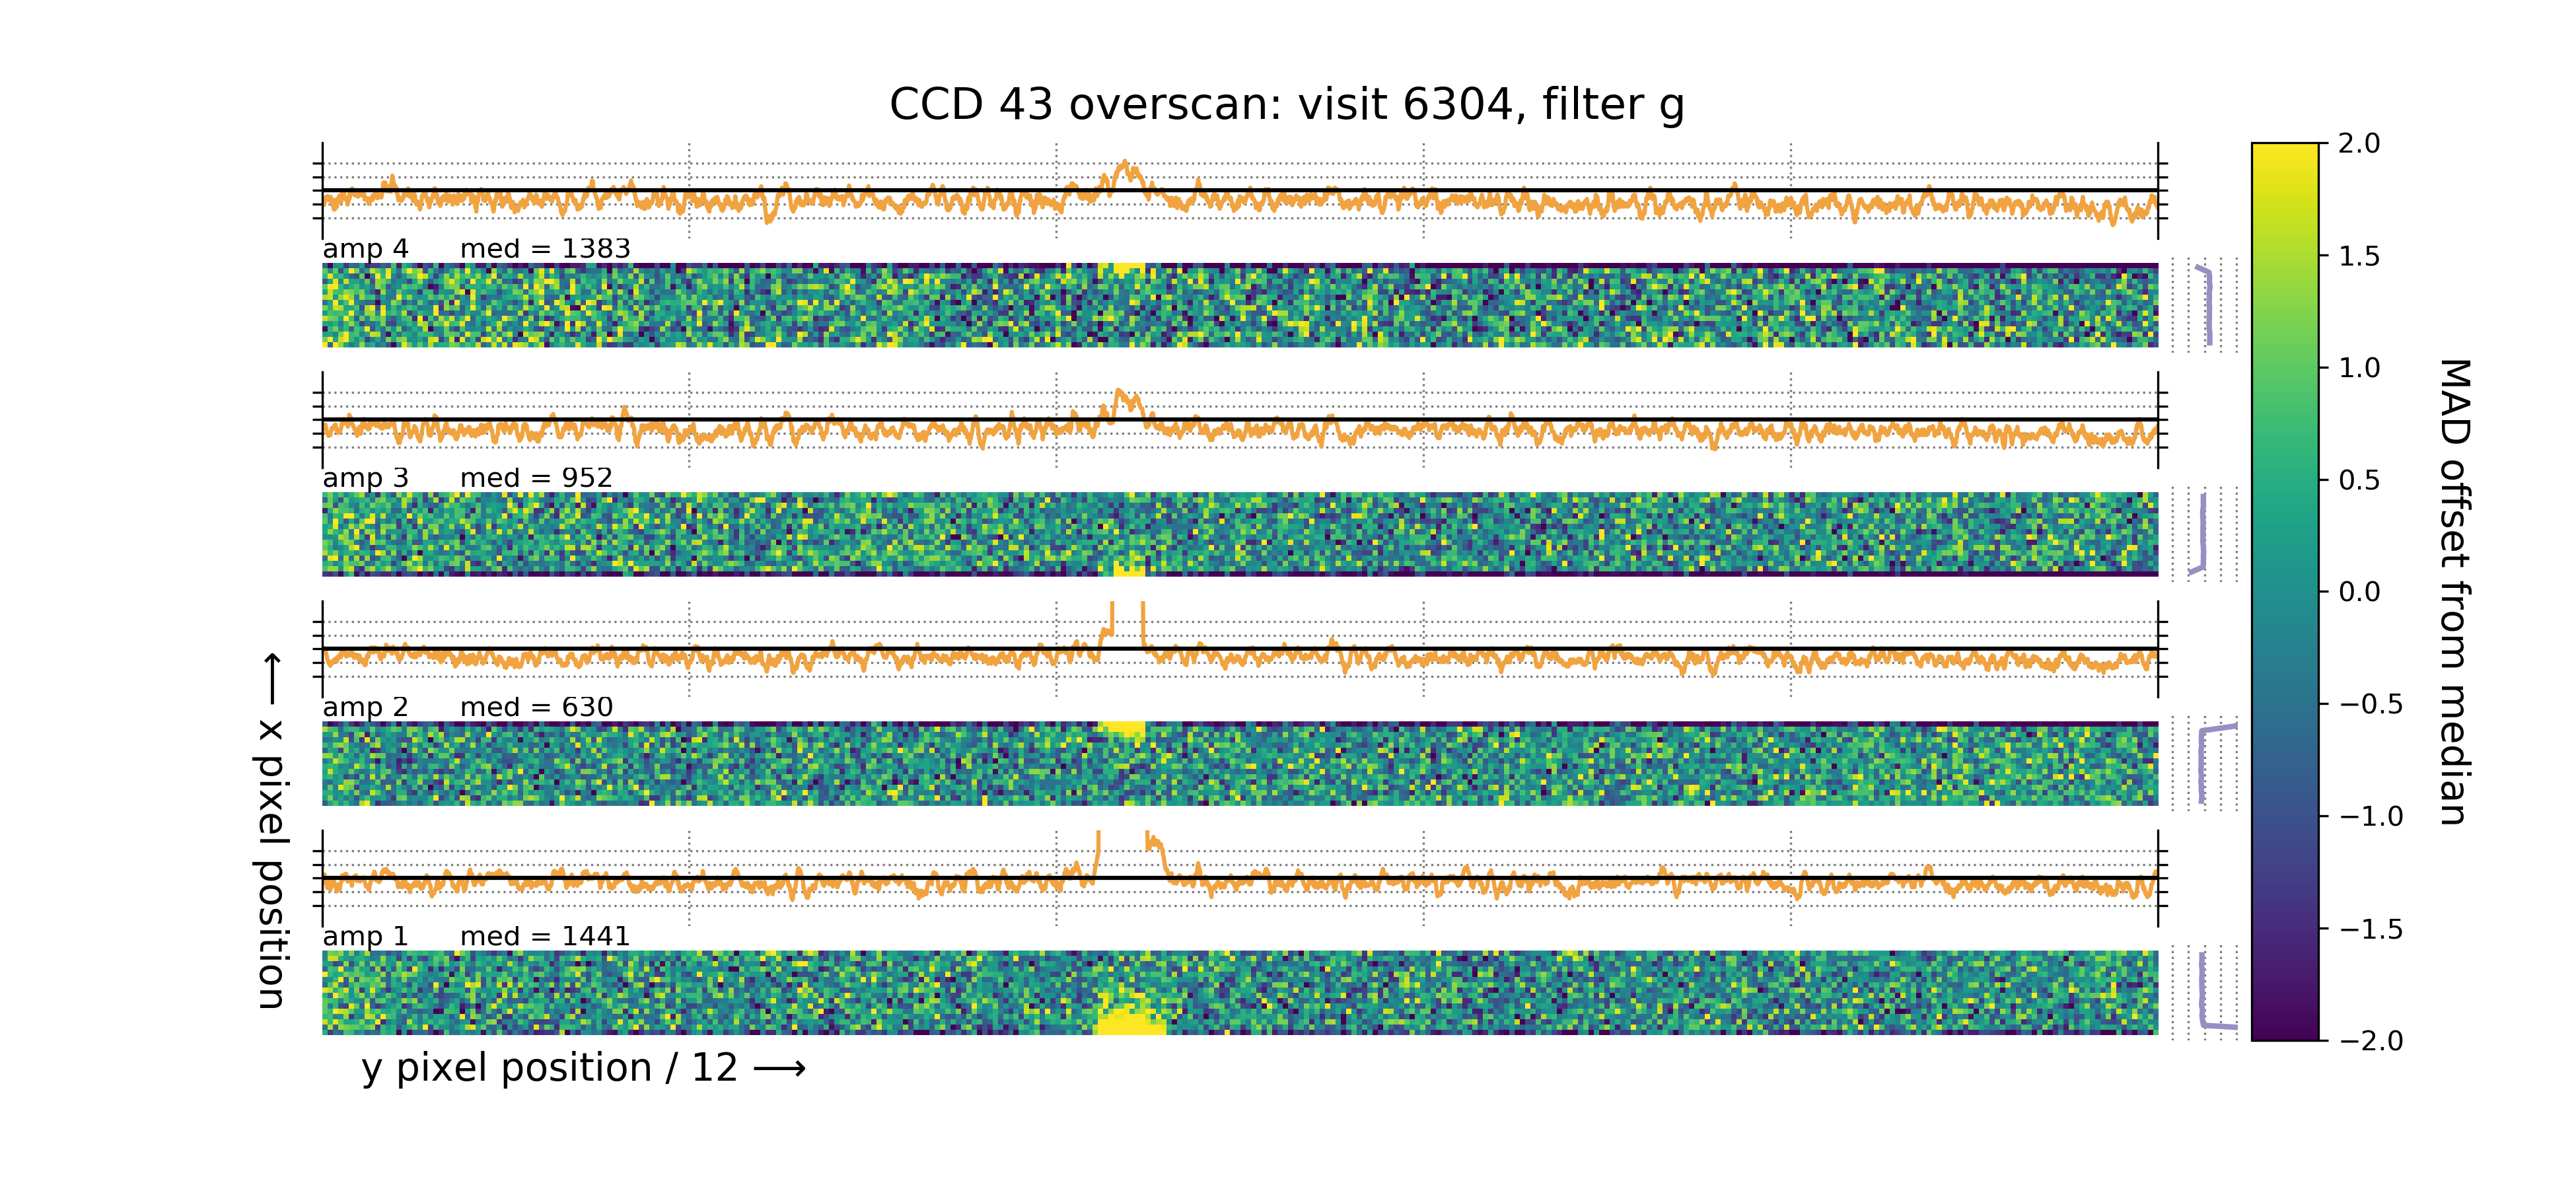 CCD 43 overscan: visit 6304, filter g
amp 4 med = 1383
amp 3 med = 952
amp 2 med = 630
amp 1 med = 1441
x pixel position ⟶
y pixel position / 12 ⟶
2.0
1.5
1.0
0.5
0.0
−0.5
−1.0
−1.5
−2.0
MAD offset from median